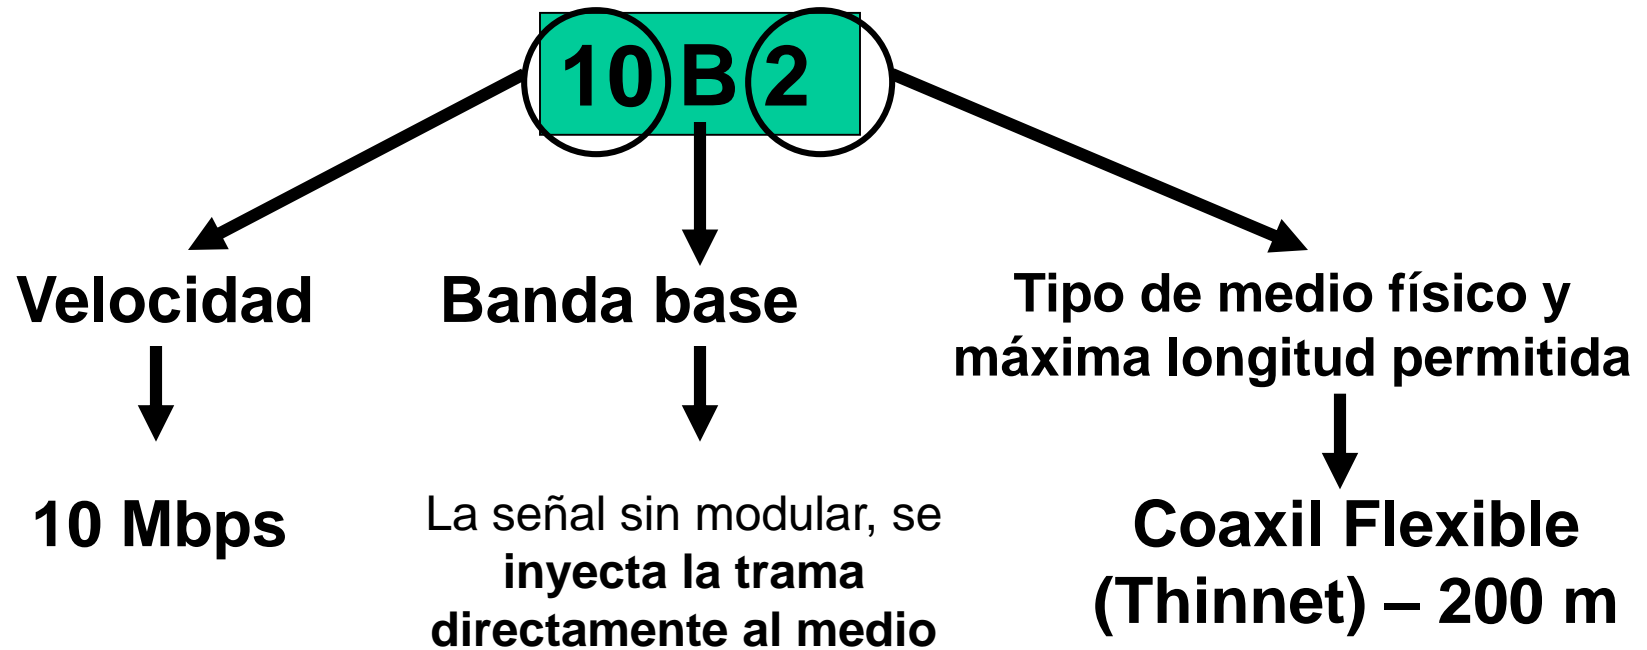 10 B 2
Velocidad
10 Mbps
Banda base
La señal sin modular, se
inyecta la trama
directamente al medio
Tipo de medio físico y
máxima longitud permitida
Coaxil Flexible
(Thinnet) – 200 m